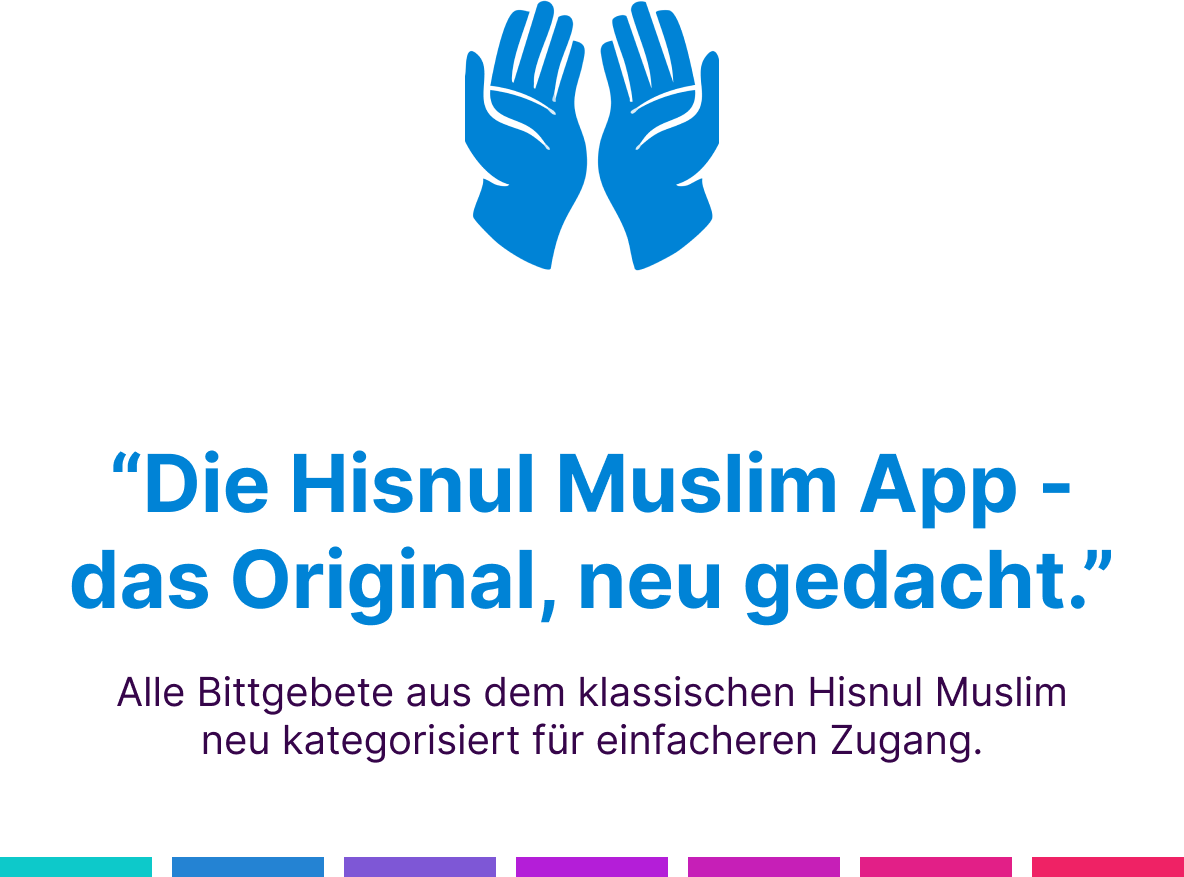 “Die Hisnul Muslim App -
das Original, neu gedacht.”
Alle Bittgebete aus dem klassischen Hisnul Muslim
neu kategorisiert für einfacheren Zugang.